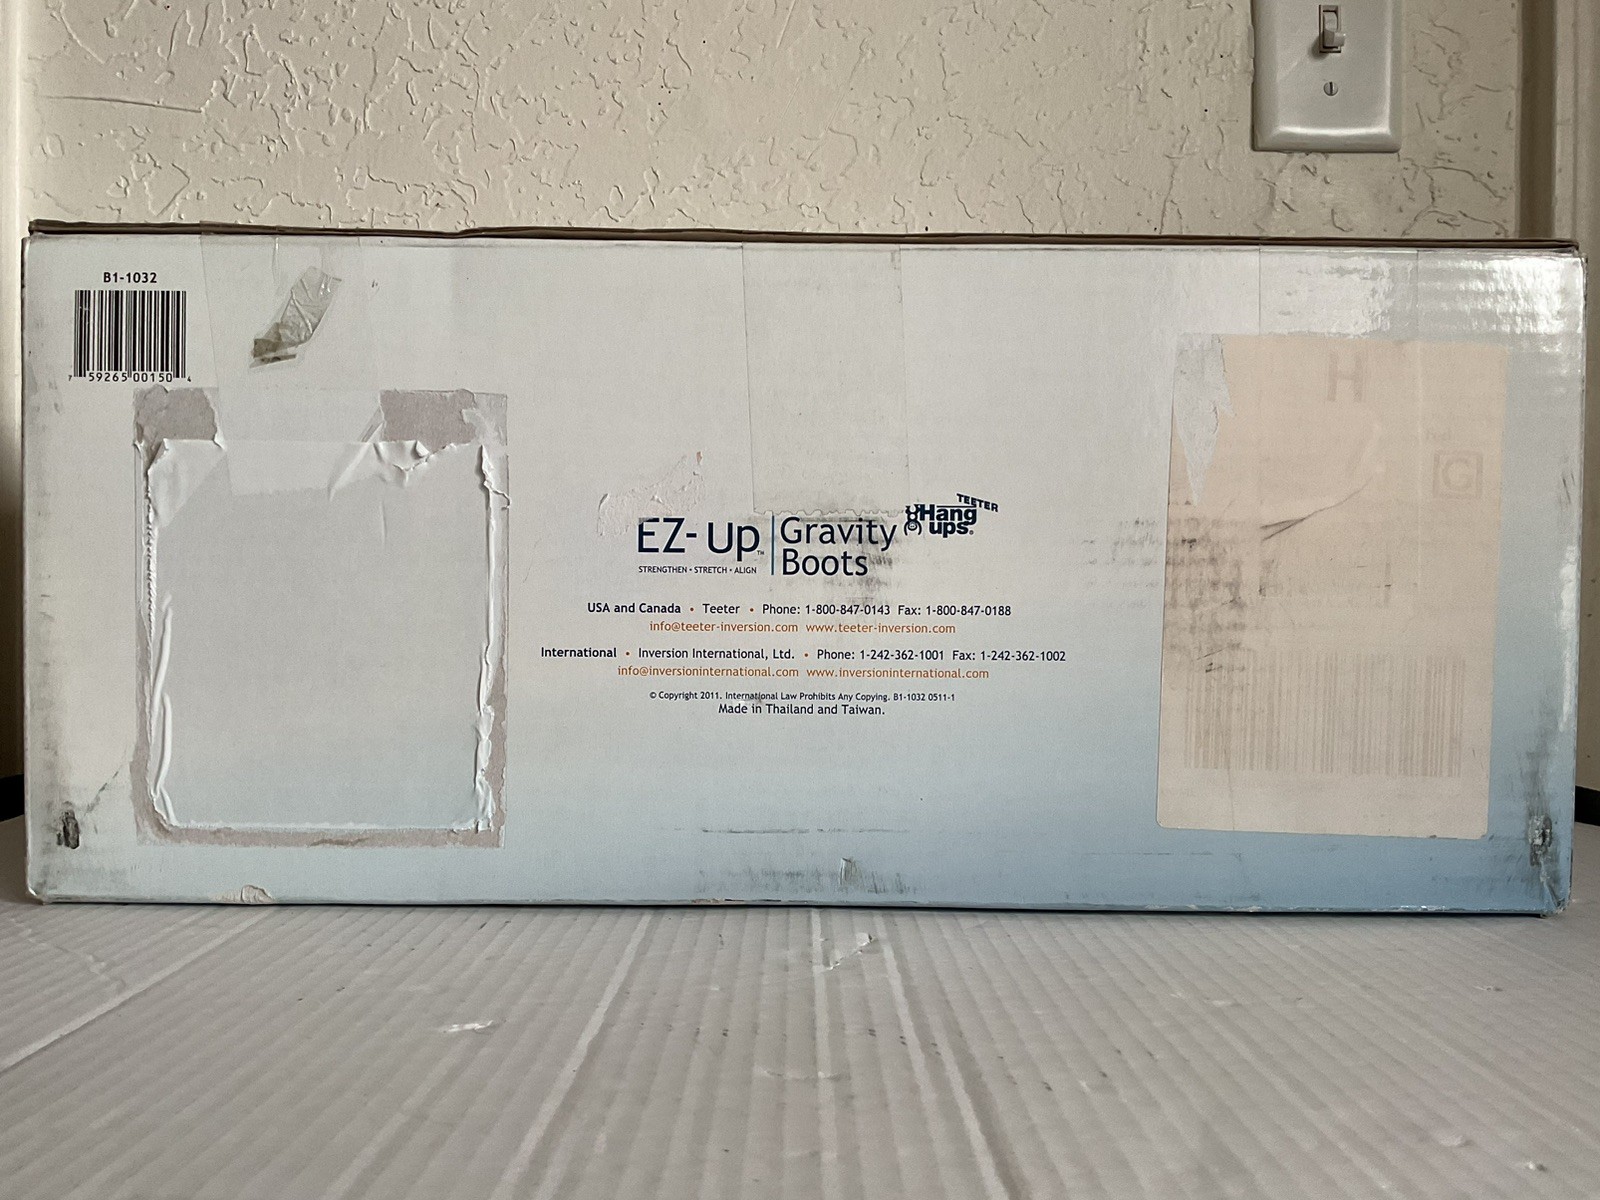 B1-1032
7 59265 00150 4
H
G
TEETER
Hang ups®
EZ-Up™ Gravity Boots
STRENGTHEN • STRETCH • ALIGN
USA and Canada • Teeter • Phone: 1-800-847-0143 Fax: 1-800-847-0188
info@teeter-inversion.com www.teeter-inversion.com
International • Inversion International, Ltd. • Phone: 1-242-362-1001 Fax: 1-242-362-1002
info@inversioninternational.com www.inversioninternational.com
© Copyright 2011. International Law Prohibits Any Copying. B1-1032 0511-1
Made in Thailand and Taiwan.